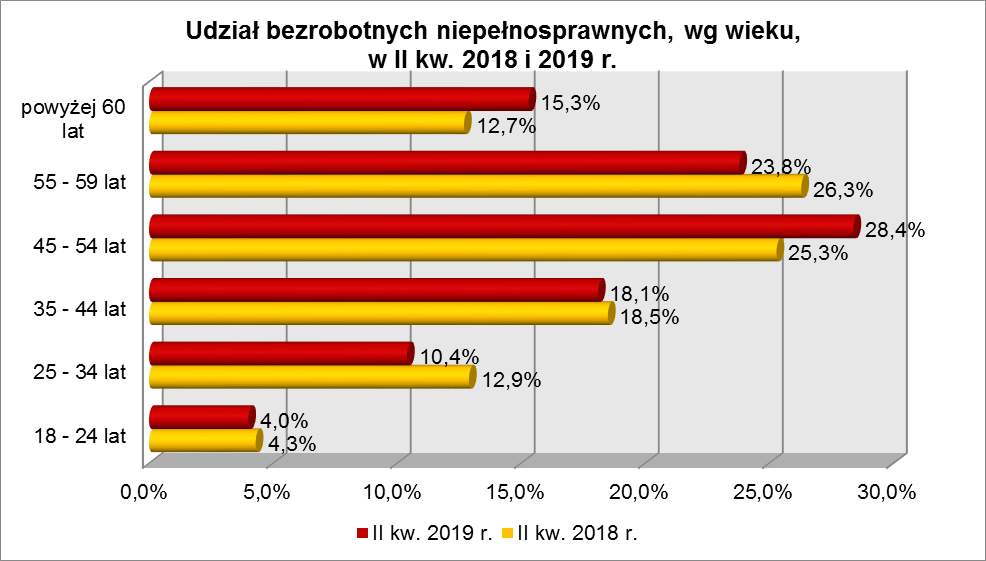 Udział bezrobotnych niepełnosprawnych, wg wieku,
w II kw. 2018 i 2019 r.
powyżej 60
lat
15,3%
12,7%
55 - 59 lat
23,8%
26,3%
45 - 54 lat
28,4%
25,3%
35 - 44 lat
18,1%
18,5%
25 - 34 lat
10,4%
12,9%
18 - 24 lat
4,0%
4,3%
0,0% 5,0% 10,0% 15,0% 20,0% 25,0% 30,0%
II kw. 2019 r. II kw. 2018 r.